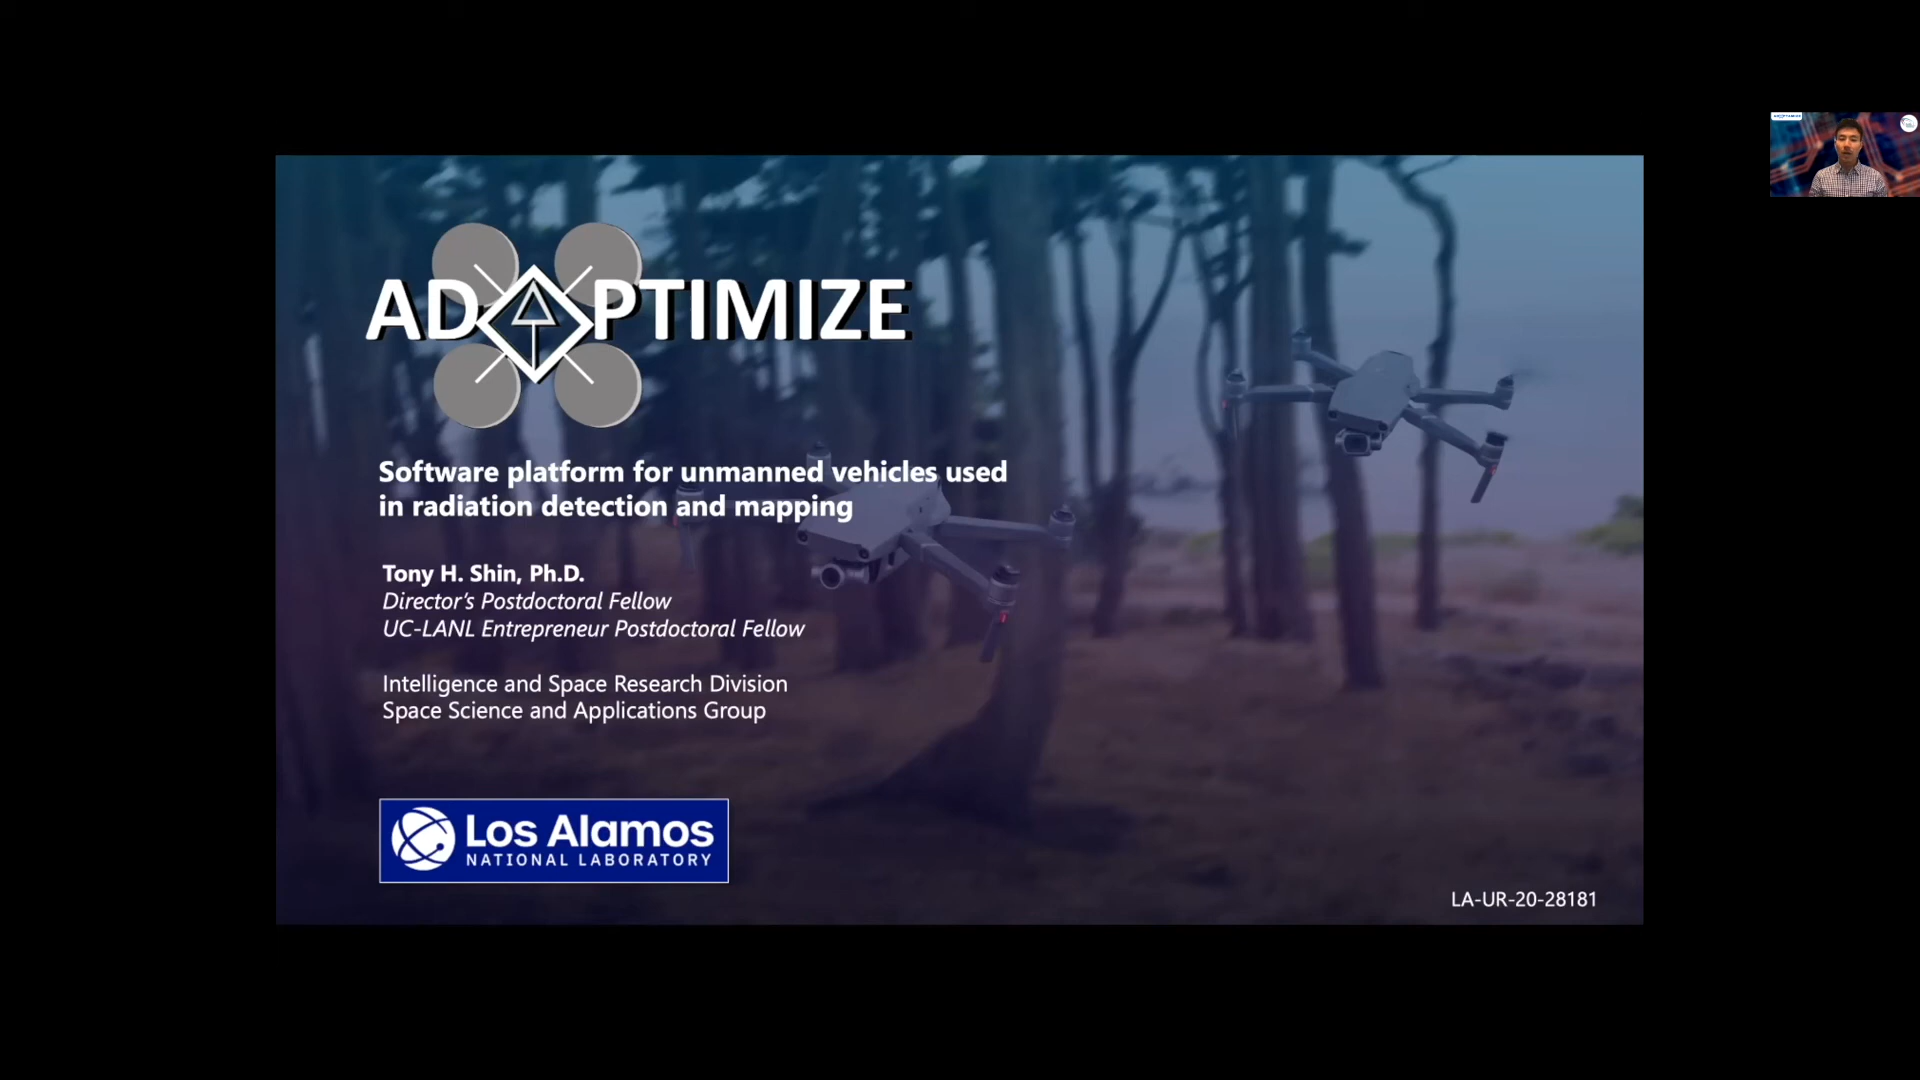 ADAPTIMIZE
Software platform for unmanned vehicles used
in radiation detection and mapping
Tony H. Shin, Ph.D.
Director's Postdoctoral Fellow
UC-LANL Entrepreneur Postdoctoral Fellow
Intelligence and Space Research Division
Space Science and Applications Group
Los Alamos
NATIONAL LABORATORY
LA-UR-20-28181